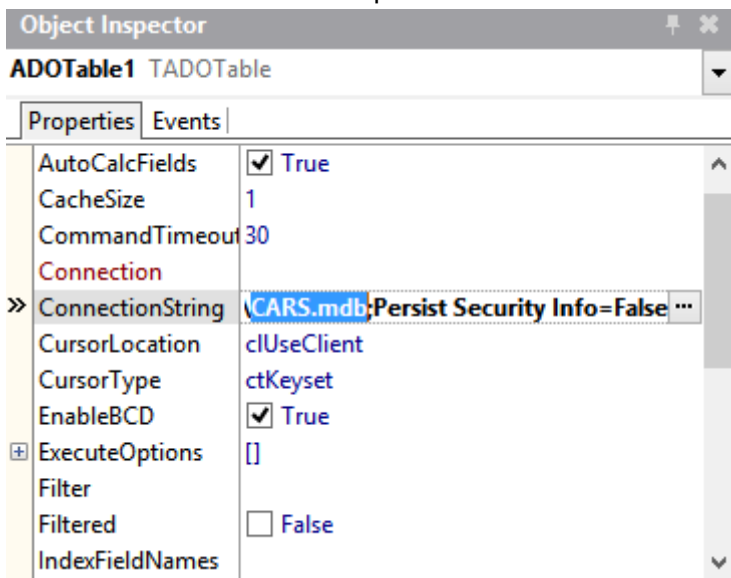 Object Inspector
ADOTable1 TADOTable
Properties Events
AutoCalcFields True
CacheSize 1
CommandTimeout 30
Connection
ConnectionString \CARS.mdb;Persist Security Info=False ...
CursorLocation clUseClient
CursorType ctKeyset
EnableBCD True
ExecuteOptions []
Filter
Filtered False
IndexFieldNames